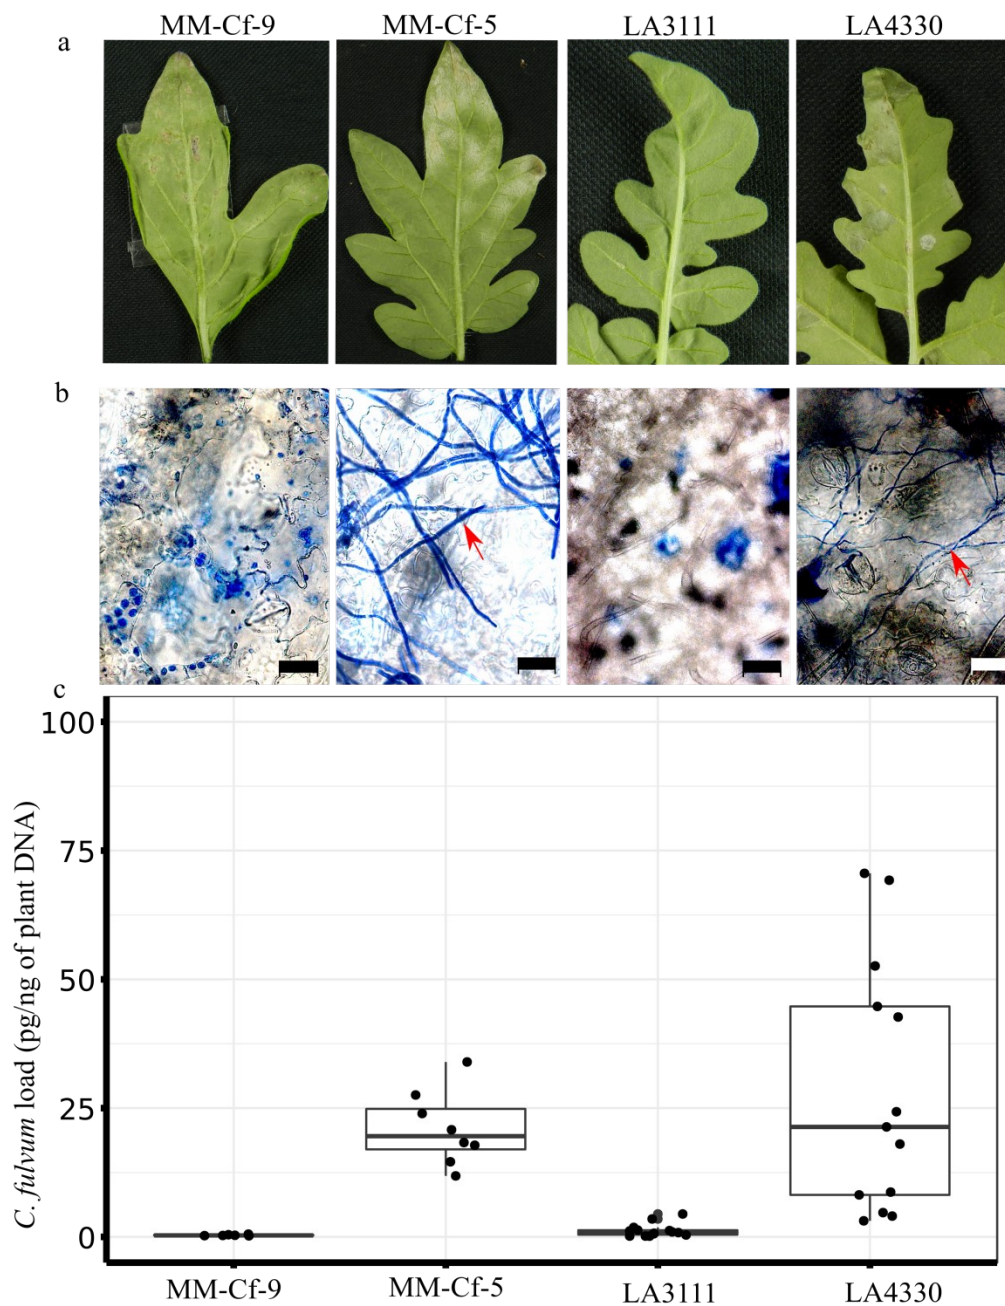 MM-Cf-9 MM-Cf-5 LA3111 LA4330
a
b
c
100
75
50
25
0
C. fulvum load (pg/ng of plant DNA)
MM-Cf-9 MM-Cf-5 LA3111 LA4330